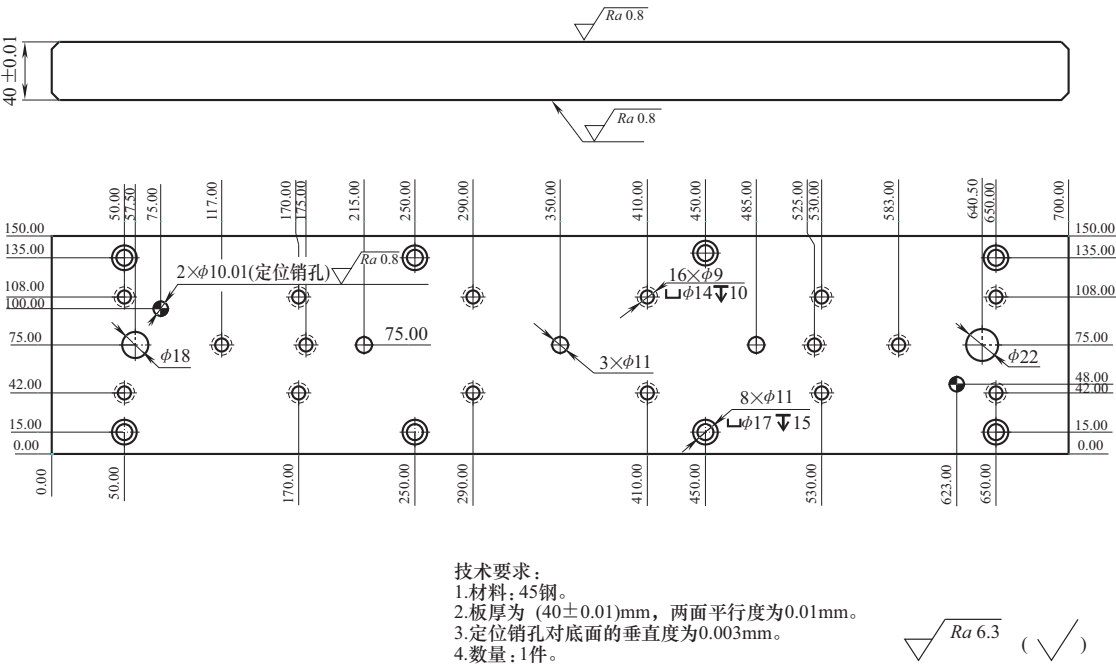 Ra 0.8
40±0.01
Ra 0.8
50.00
57.50
75.00
117.00
170.00
175.00
215.00
250.00
290.00
350.00
410.00
450.00
485.00
525.00
530.00
583.00
640.50
650.00
700.00
150.00
150.00
135.00
135.00
2×φ10.01(定位销孔)
Ra 0.8
16×φ9
⌴φ14↧10
108.00
108.00
100.00
75.00
75.00
75.00
φ18
3×φ11
φ22
48.00
42.00
42.00
8×φ11
⌴φ17↧15
15.00
15.00
0.00
0.00
0.00
50.00
170.00
250.00
290.00
410.00
450.00
530.00
623.00
650.00
技术要求：
1.材料：45钢。
2.板厚为 (40±0.01)mm，两面平行度为0.01mm。
3.定位销孔对底面的垂直度为0.003mm。
4.数量：1件。
Ra 6.3 (√)